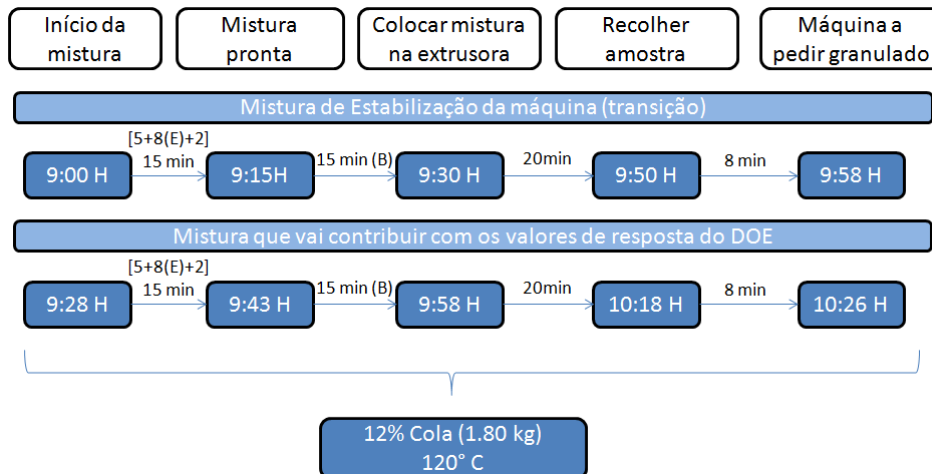 Início da mistura
Mistura pronta
Colocar mistura na extrusora
Recolher amostra
Máquina a pedir granulado
Mistura de Estabilização da máquina (transição)
[5+8(E)+2]
15 min
15 min (B)
20min
8 min
9:00 H
9:15H
9:30 H
9:50 H
9:58 H
Mistura que vai contribuir com os valores de resposta do DOE
[5+8(E)+2]
15 min
15 min (B)
20min
8 min
9:28 H
9:43 H
9:58 H
10:18 H
10:26 H
12% Cola (1.80 kg)
120° C